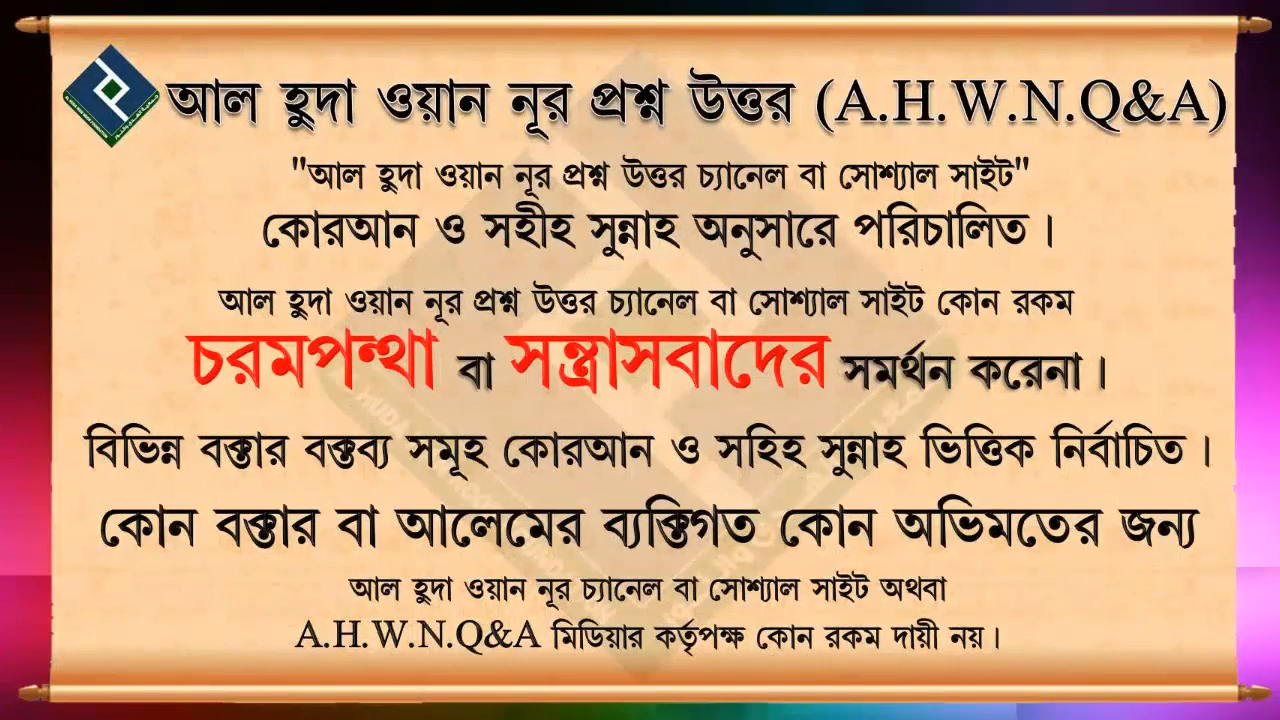 আল হুদা ওয়ান নূর প্রশ্ন উত্তর (A.H.W.N.Q&A)
"আল হুদা ওয়ান নূর প্রশ্ন উত্তর চ্যানেল বা সোশ্যাল সাইট"
কোরআন ও সহীহ সুন্নাহ অনুসারে পরিচালিত।
আল হুদা ওয়ান নূর প্রশ্ন উত্তর চ্যানেল বা সোশ্যাল সাইট কোন রকম
চরমপন্থা বা সন্ত্রাসবাদের সমর্থন করেনা।
বিভিন্ন বক্তার বক্তব্য সমূহ কোরআন ও সহিহ সুন্নাহ ভিত্তিক নির্বাচিত।
কোন বক্তার বা আলেমের ব্যক্তিগত কোন অভিমতের জন্য
আল হুদা ওয়ান নূর চ্যানেল বা সোশ্যাল সাইট অথবা
A.H.W.N.Q&A মিডিয়ার কর্তৃপক্ষ কোন রকম দায়ী নয়।